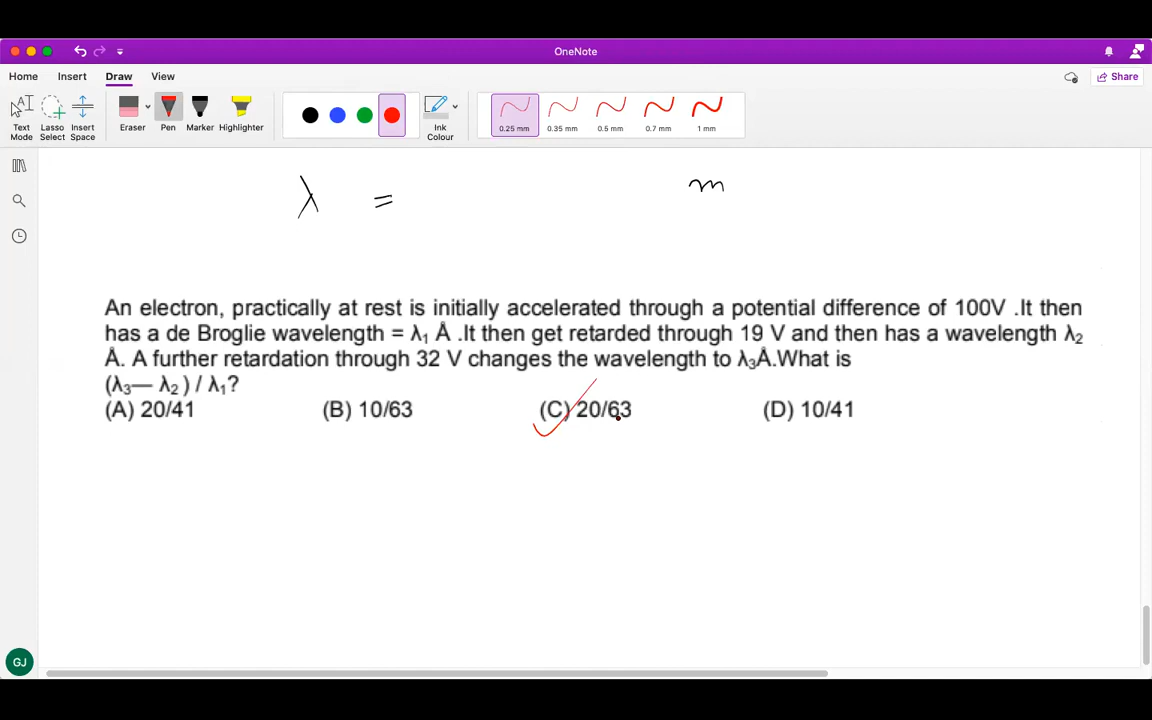 OneNote
Home Insert Draw View Share
Text Mode Lasso Select Insert Space Eraser Pen Marker Highlighter Ink Colour 0.25 mm 0.35 mm 0.5 mm 0.7 mm 1 mm
λ = m
An electron, practically at rest is initially accelerated through a potential difference of 100V .It then
has a de Broglie wavelength = λ₁ Å .It then get retarded through 19 V and then has a wavelength λ₂
Å. A further retardation through 32 V changes the wavelength to λ₃Å.What is
(λ₃— λ₂ ) / λ₁?
(A) 20/41 (B) 10/63 (C) 20/63 (D) 10/41
GJ